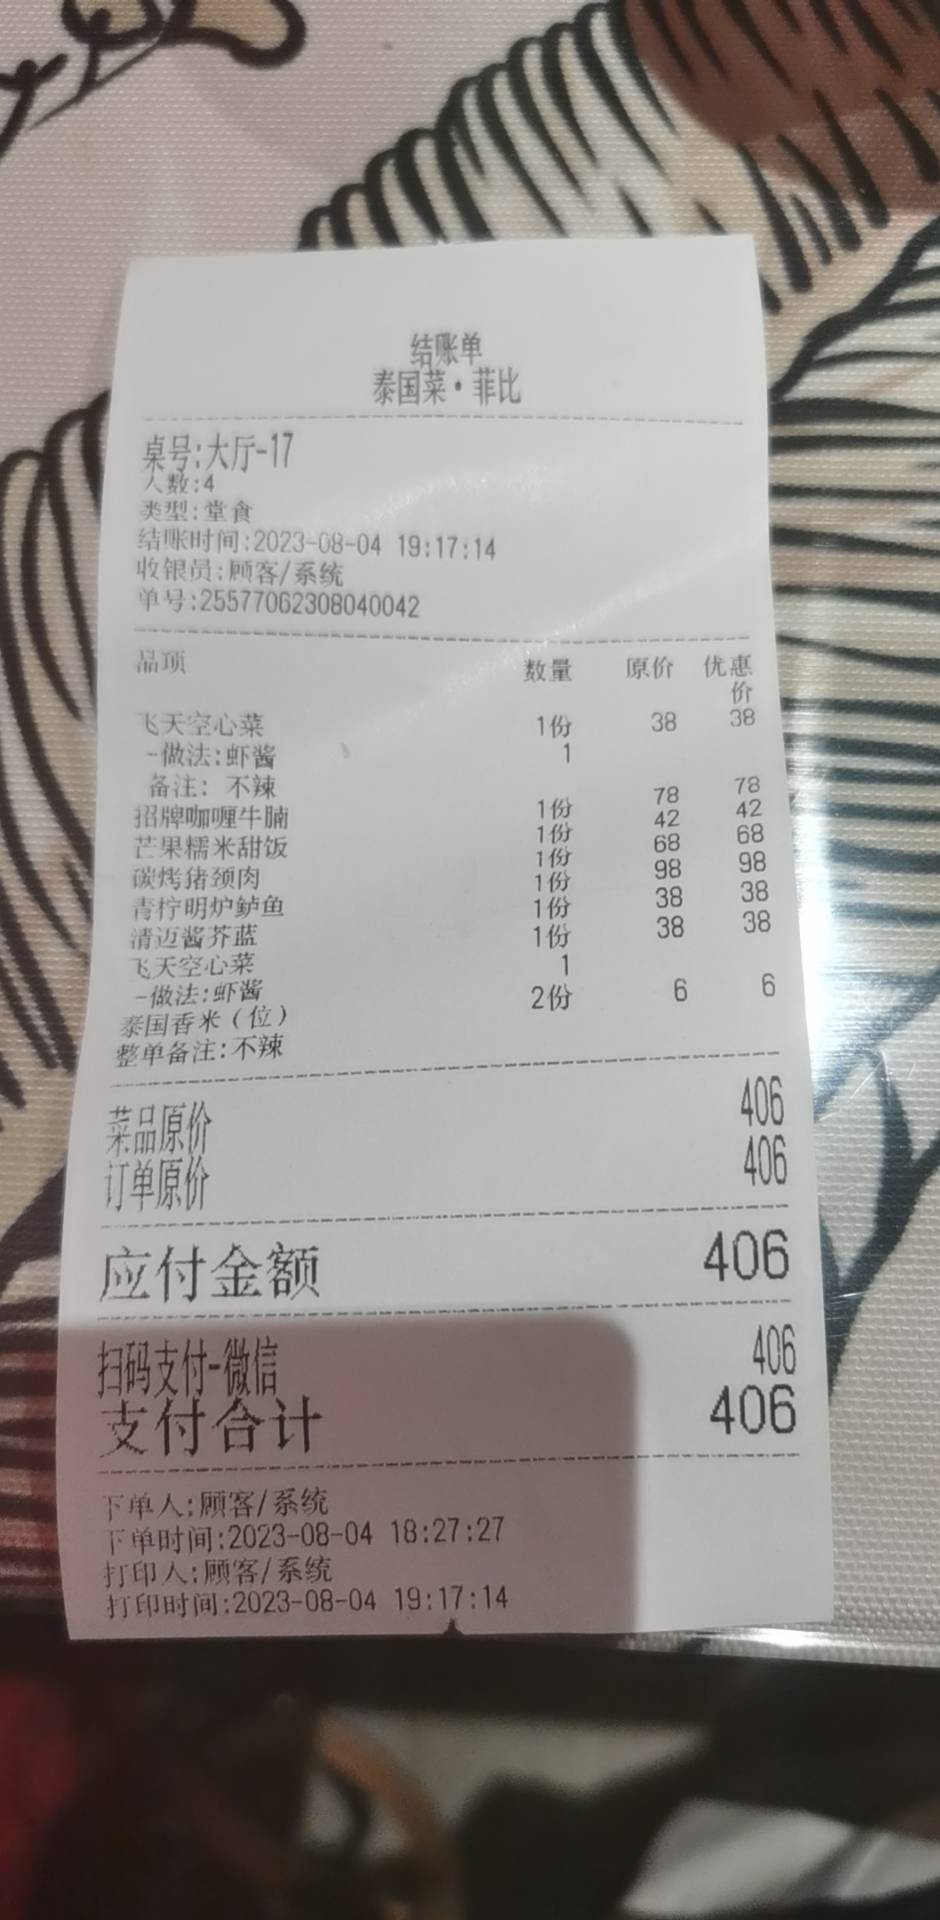 结账单
泰国菜·菲比
桌号:大厅-17
人数:4
类型:堂食
结账时间:2023-08-04 19:17:14
收银员:顾客/系统
单号:25577062308040042
品项 数量 原价 优惠价
飞天空心菜 1份 38 38
-做法:虾酱 1
备注: 不辣
招牌咖喱牛腩 1份 78 78
芒果糯米甜饭 1份 42 42
碳烤猪颈肉 1份 68 68
青柠明炉鲈鱼 1份 98 98
清迈酱芥蓝 1份 38 38
飞天空心菜 1份 38 38
-做法:虾酱 1
泰国香米(位) 2份 6 6
整单备注:不辣
菜品原价 406
订单原价 406
应付金额 406
扫码支付-微信 406
支付合计 406
下单人:顾客/系统
下单时间:2023-08-04 18:27:27
打印人:顾客/系统
打印时间:2023-08-04 19:17:14